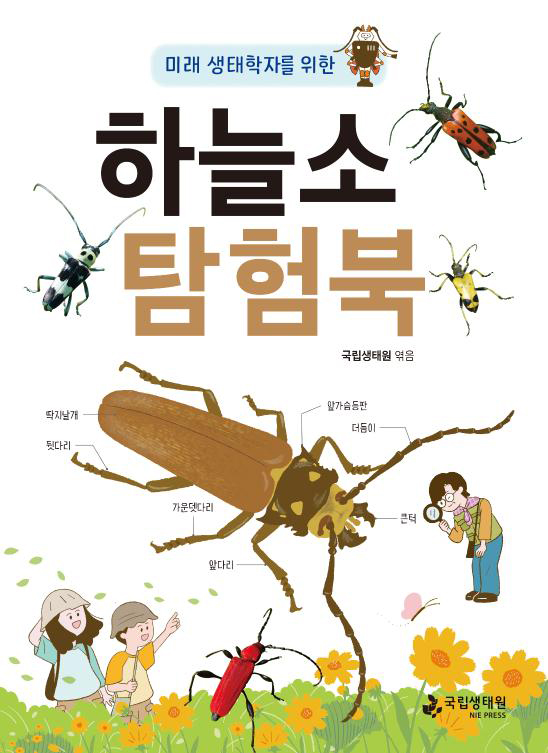 미래 생태학자를 위한
하늘소
탐험북
국립생태원 엮음
앞가슴등판
딱지날개
더듬이
뒷다리
가운뎃다리
큰턱
앞다리
국립생태원
NIE PRESS